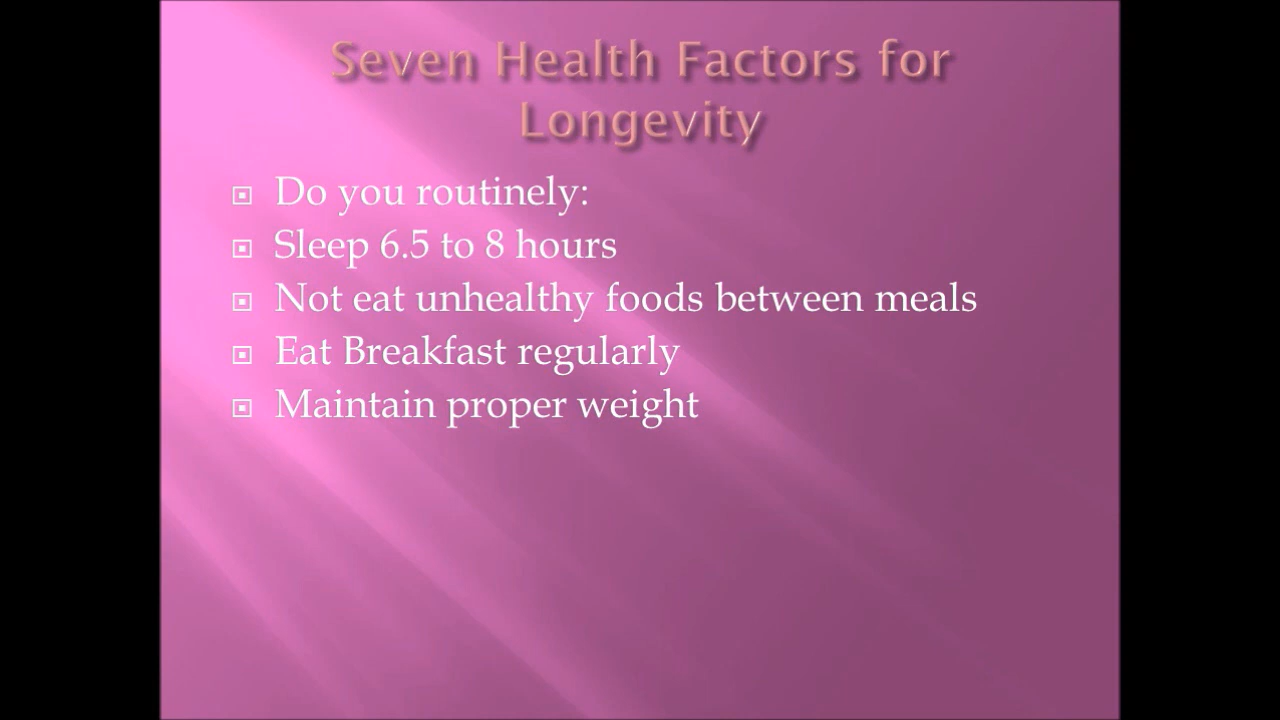 Seven Health Factors for
Longevity
Do you routinely:
Sleep 6.5 to 8 hours
Not eat unhealthy foods between meals
Eat Breakfast regularly
Maintain proper weight